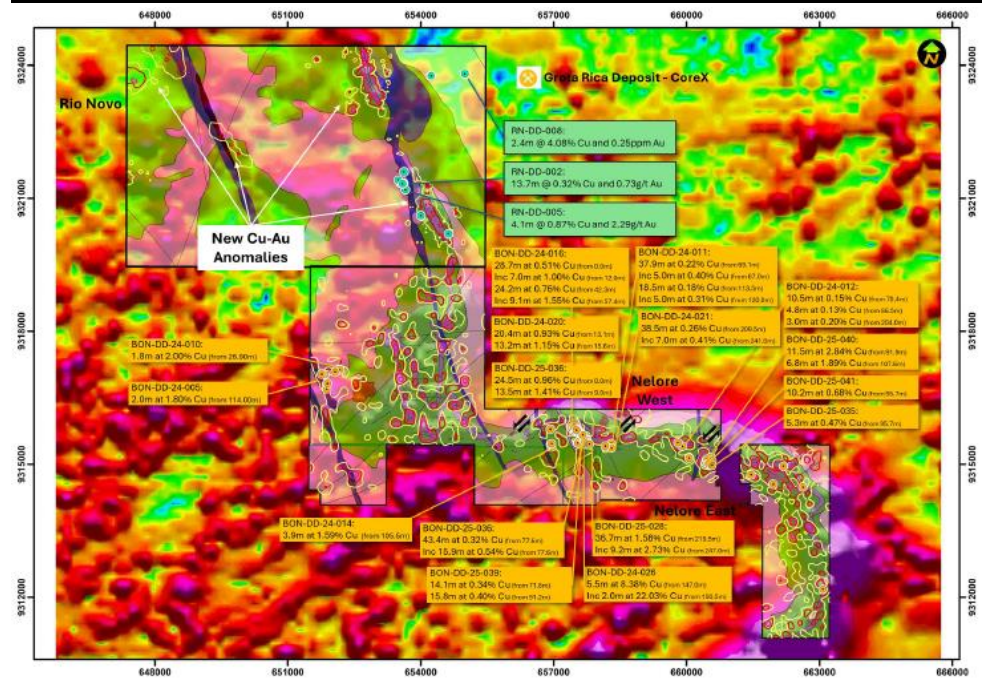 648000 651000 654000 657000 660000 663000 666000
9324000
9324000
N
Grota Rica Deposit - CoreX
Rio Novo
RN-DD-008:
2.4m @ 4.08% Cu and 0.25ppm Au
RN-DD-002:
13.7m @ 0.32% Cu and 0.73g/t Au
RN-DD-005:
4.1m @ 0.87% Cu and 2.29g/t Au
9321000
9321000
New Cu-Au
Anomalies
BON-DD-24-016:
28.7m at 0.51% Cu (from 0.0m)
Inc 7.0m at 1.00% Cu
24.2m at 0.76% Cu
Inc 9.1m at 1.55% Cu
BON-DD-24-011:
37.9m at 0.22% Cu
Inc 5.0m at 0.40% Cu
18.5m at 0.18% Cu
Inc 5.0m at 0.31% Cu
BON-DD-24-012:
10.5m at 0.15% Cu
4.8m at 0.13% Cu
3.0m at 0.20% Cu
BON-DD-24-020:
20.4m at 0.93% Cu
13.2m at 1.15% Cu
BON-DD-24-021:
38.5m at 0.26% Cu
Inc 7.0m at 0.41% Cu
BON-DD-25-040:
11.5m at 2.84% Cu
6.8m at 1.89% Cu
9318000
9318000
BON-DD-24-010:
1.8m at 2.00% Cu
BON-DD-24-005:
2.0m at 1.80% Cu (from 114.00m)
BON-DD-25-036:
24.5m at 0.96% Cu (from 0.0m)
13.5m at 1.41% Cu
Nelore
West
BON-DD-25-041:
10.2m at 0.68% Cu
BON-DD-25-035:
5.3m at 0.47% Cu
9315000
9315000
Nelore East
BON-DD-24-014:
3.9m at 1.59% Cu
BON-DD-25-036:
43.4m at 0.32% Cu
Inc 15.9m at 0.54% Cu
BON-DD-25-028:
36.7m at 1.58% Cu
Inc 9.2m at 2.73% Cu
BON-DD-25-039:
14.1m at 0.34% Cu
15.8m at 0.40% Cu
BON-DD-24-026
5.5m at 8.38% Cu
Inc 2.0m at 22.03% Cu
9312000
9312000
648000 651000 654000 657000 660000 663000 666000